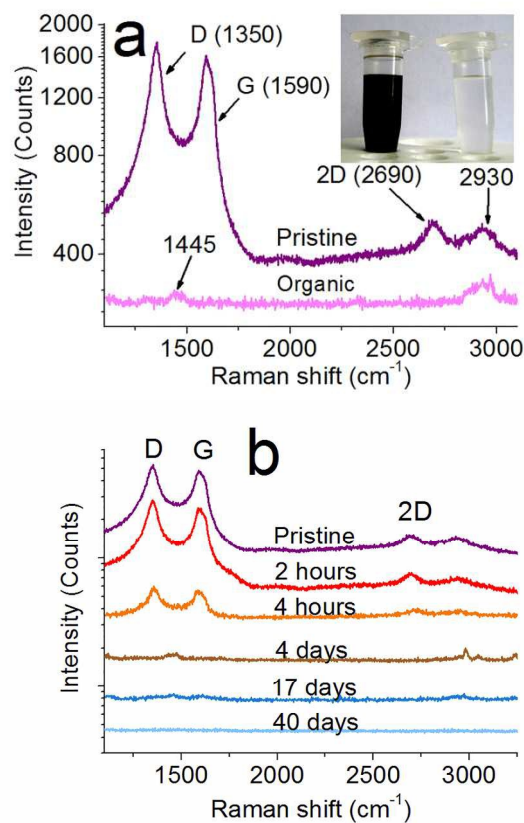 a
2000
1600
1200
800
400
Intensity (Counts)
D (1350)
G (1590)
2D (2690)
2930
1445
Pristine
Organic
1500
2000
2500
3000
Raman shift (cm⁻¹)
b
D
G
2D
Intensity (Counts)
Pristine
2 hours
4 hours
4 days
17 days
40 days
1500
2000
2500
3000
Raman shift (cm⁻¹)